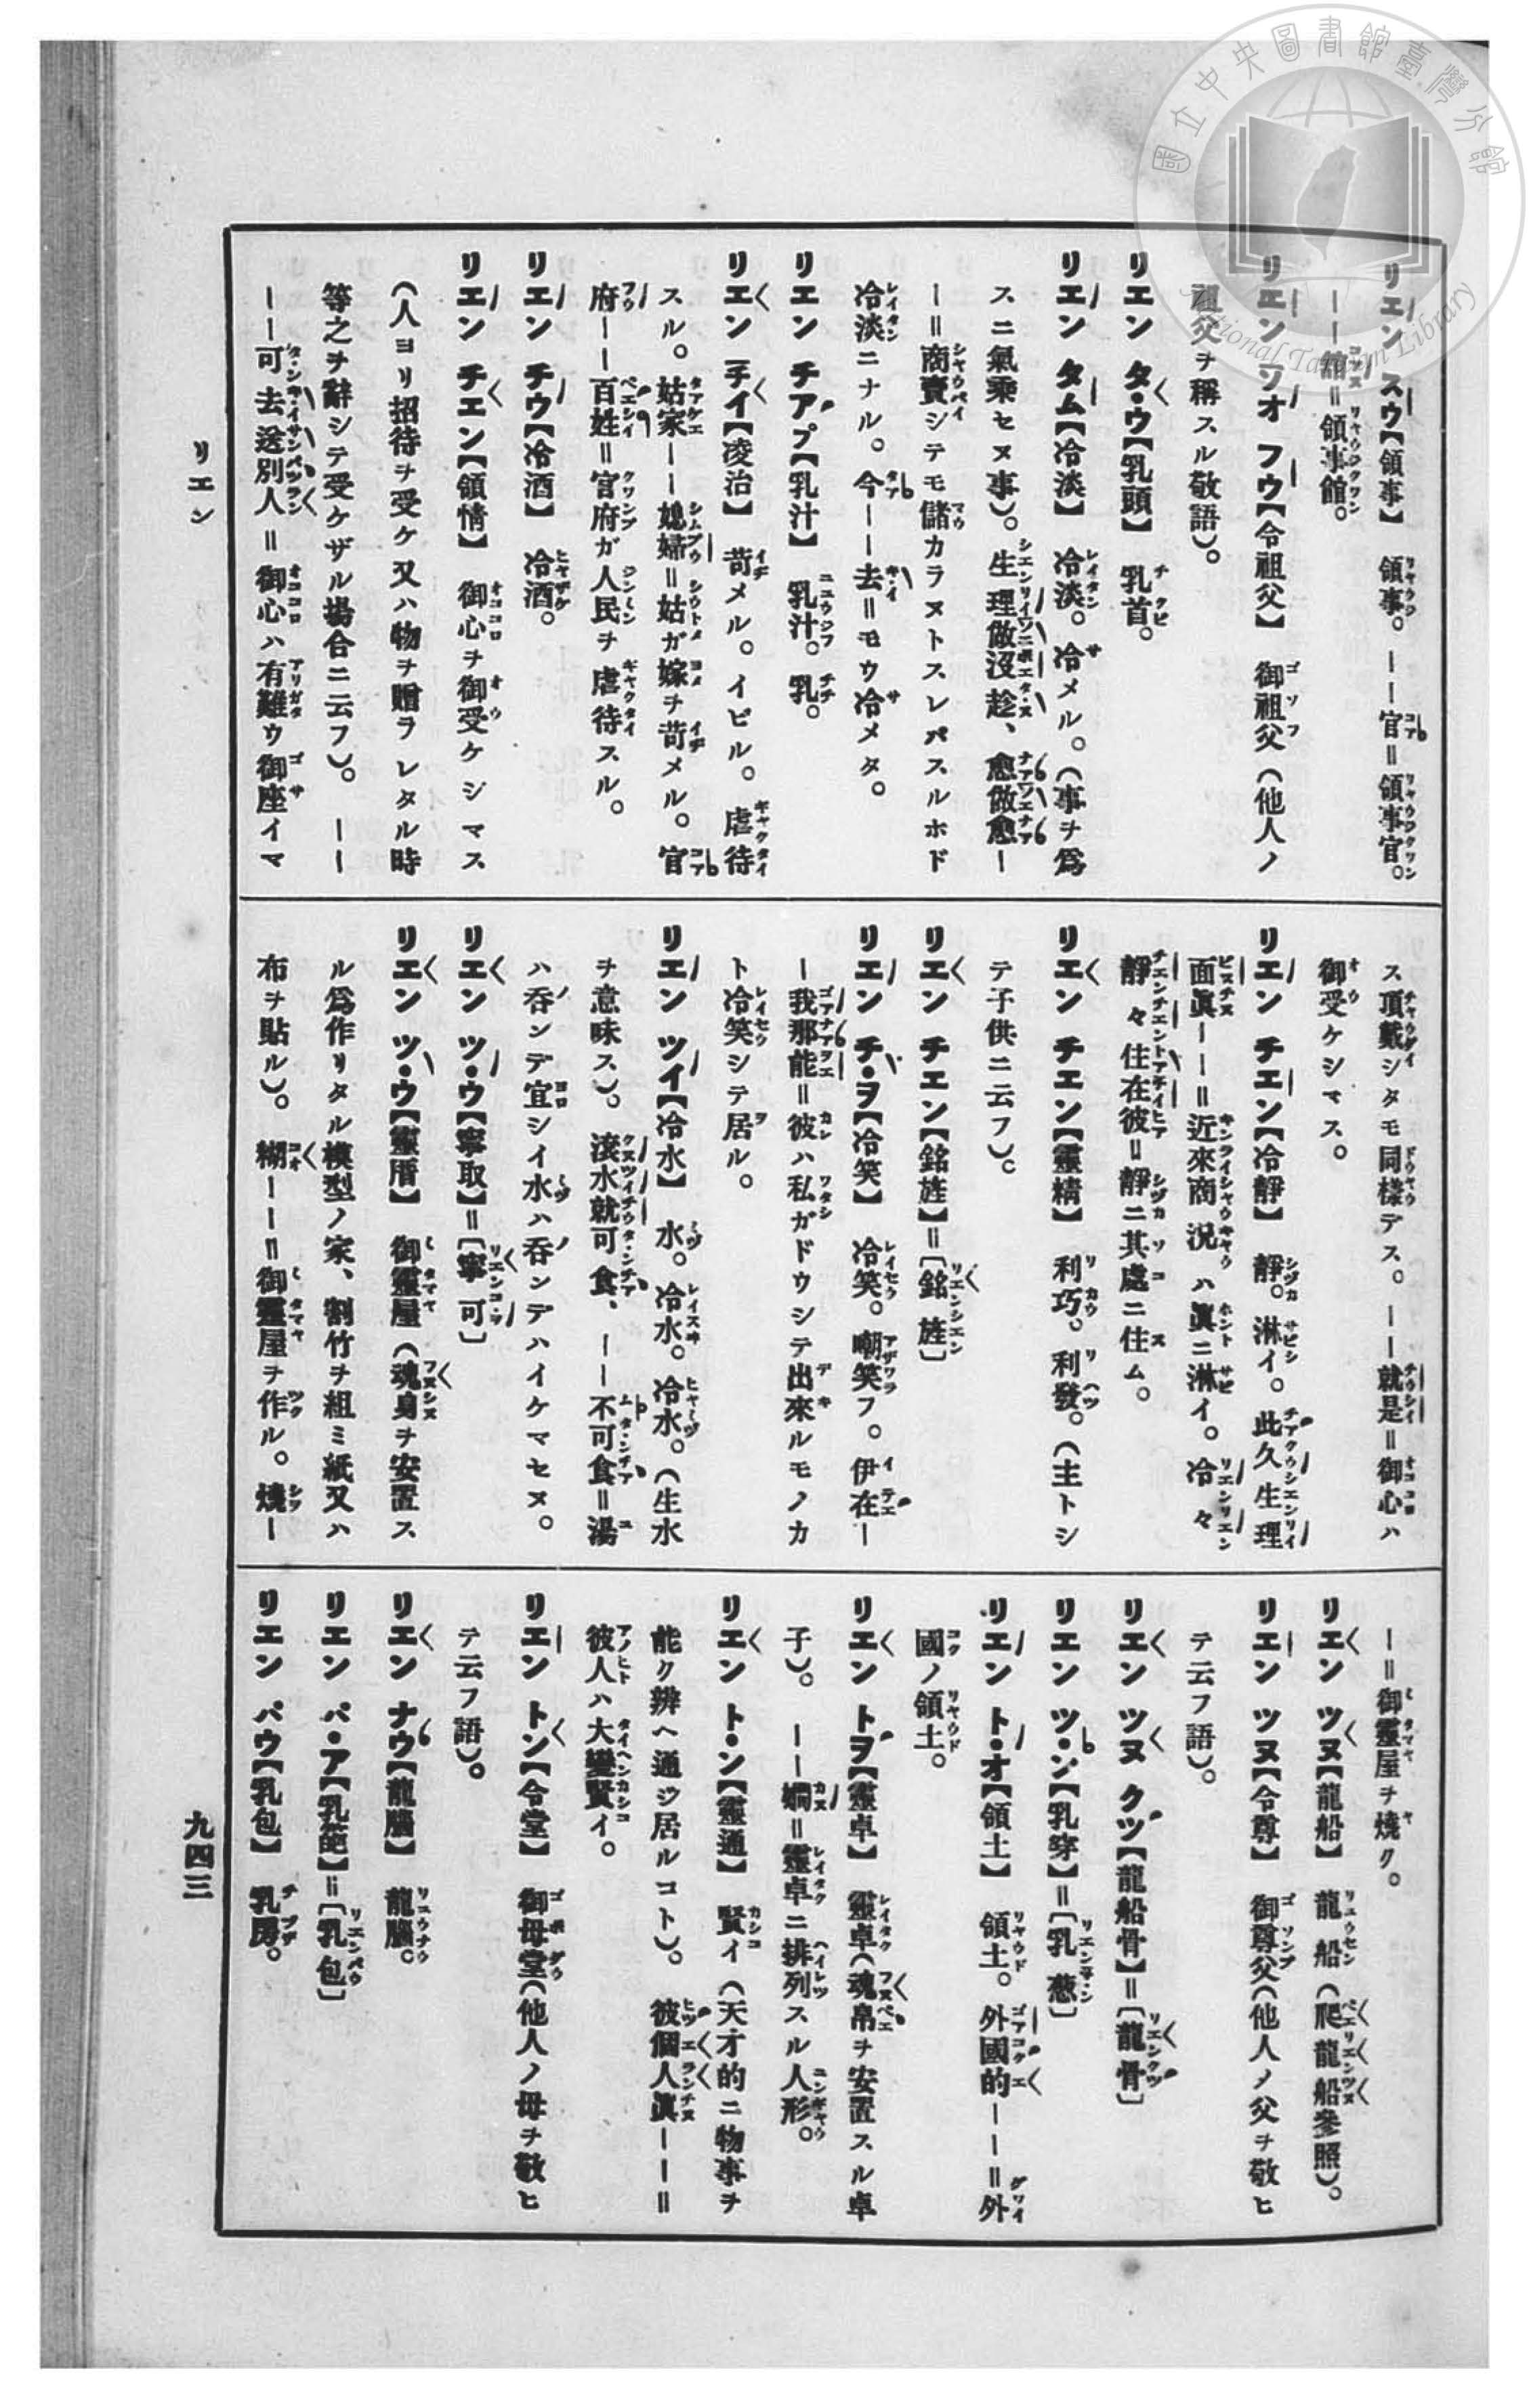 リエン スウ【領事】 領事。——官＝領事官。
——館＝領事館。
リエン ツオ フウ【令祖父】 御祖父（他人ノ
祖父ヲ稱スル敬語）。
リエン タ・ウ【乳頭】 乳首。
リエン タム【冷淡】 冷淡。冷メル。（事ヲ爲
スニ氣乘セヌ事）。生理做沒趁、愈做愈—
—＝商賣シテモ儲カラヌトスレバスルホド
冷淡ニナル。今——去＝モウ冷メタ。
リエン チアプ【乳汁】 乳汁。乳。
リエン チイ【凌治】 苛メル。イビル。虐待
スル。姑家——媳婦＝姑ガ嫁ヲ苛メル。官
府——百姓＝官府ガ人民ヲ虐待スル。
リエン チウ【冷酒】 冷酒。
リエン チエン【領情】 御心ヲ御受ケシマス
（人ヨリ招待ヲ受ケ又ハ物ヲ贈ラレタル時
等之ヲ辭シテ受ケザル場合ニ云フ）。——
——可去送別人＝御心ハ有難ウ御座イマ
ス頂戴シタモ同樣デス。——就是＝御心ハ
御受ケシマス。
リエン チエン【冷靜】 靜。淋イ。此久生理
面眞——＝近來商況ハ眞ニ淋イ。冷々
靜々住在彼＝靜ニ其處ニ住ム。
リエン チエン【靈精】 利巧。利發。（主トシ
テ子供ニ云フ）。
リエン チエン【銘旌】＝〔銘旌〕
リエン チ・ヲ【冷笑】 冷笑。嘲笑フ。伊在—
—我那能＝彼ハ私ガドウシテ出來ルモノカ
ト冷笑シテ居ル。
リエン ツイ【冷水】 水。冷水。冷水。（生水
ヲ意味ス）。滾水就可食、——不可食＝湯
ハ呑ンデ宜シイ水ハ呑ンデハイケマセヌ。
リエン ツ・ウ【寧取】＝〔寧可〕
リエン ツ・ウ【靈厝】 御靈屋（魂身ヲ安置ス
ル爲作リタル模型ノ家、割竹ヲ組ミ紙又ハ
布ヲ貼ル）。糊——＝御靈屋ヲ作ル。燒—
—＝御靈屋ヲ燒ク。
リエン ツヌ【龍船】 龍船（爬龍船參照）。
リエン ツヌ【令尊】 御尊父（他人ノ父ヲ敬ヒ
テ云フ語）。
リエン ツヌ クツ【龍船骨】＝〔龍骨〕
リエン ツ・ン【乳穿】＝〔乳葱〕
リエン ト・オ【領土】 領土。外國的——＝外
國ノ領土。
リエン トヲ【靈卓】 靈卓（魂帛ヲ安置スル卓
子）。——嫺＝靈卓ニ排列スル人形。
リエン ト・ン【靈通】 賢イ（天才的ニ物事ヲ
能ク辨ヘ通ジ居ルコト）。彼個人眞——＝
彼人ハ大變賢イ。
リエン トン【令堂】 御母堂（他人ノ母ヲ敬ヒ
テ云フ語）。
リエン ナウ【龍腦】 龍腦。
リエン パ・ア【乳葩】＝〔乳包〕
リエン パウ【乳包】 乳房。
リエン
九四三
國立中央圖書館臺灣分館
National Taiwan Library